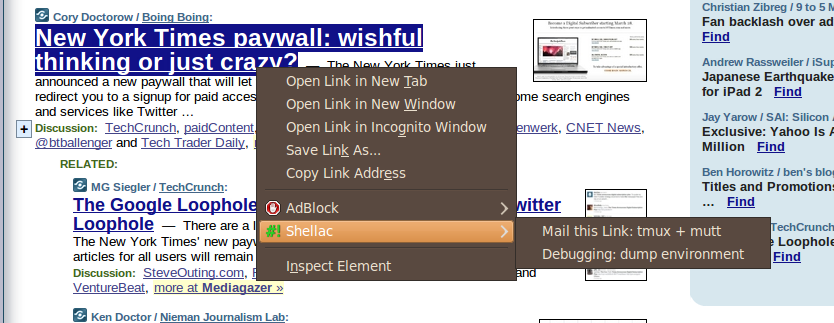 Cory Doctorow / Boing Boing:
New York Times paywall: wishful
thinking or just crazy? — The New York Times just
announced a new paywall that will let
redirect you to a signup for paid acces
ome search engines
and services like Twitter ...
Discussion: TechCrunch, paidContent,
enwerk, CNET News,
@btballenger and Tech Trader Daily,
RELATED:
MG Siegler / TechCrunch:
The Google Loophole
witter
Loophole — There are a l
The New York Times' new payw
articles for all users will remain
Discussion: SteveOuting.com,
VentureBeat, more at Mediagazer »
Ken Doctor / Nieman Journalism Lab:
Open Link in New Tab
Open Link in New Window
Open Link in Incognito Window
Save Link As...
Copy Link Address
AdBlock
#! Shellac
Inspect Element
Mail this Link: tmux + mutt
Debugging: dump environment
Become a Digital Subscriber starting March 28.
Christian Zibreg / 9 to 5 M
Fan backlash over ad
Find
Andrew Rassweiler / iSup
Japanese Earthquake
for iPad 2 Find
Jay Yarow / SAI: Silicon A
Exclusive: Yahoo Is A
Million Find
Ben Horowitz / ben's blog
Titles and Promotions
... Find
TechCrunch
e Loophole
Find